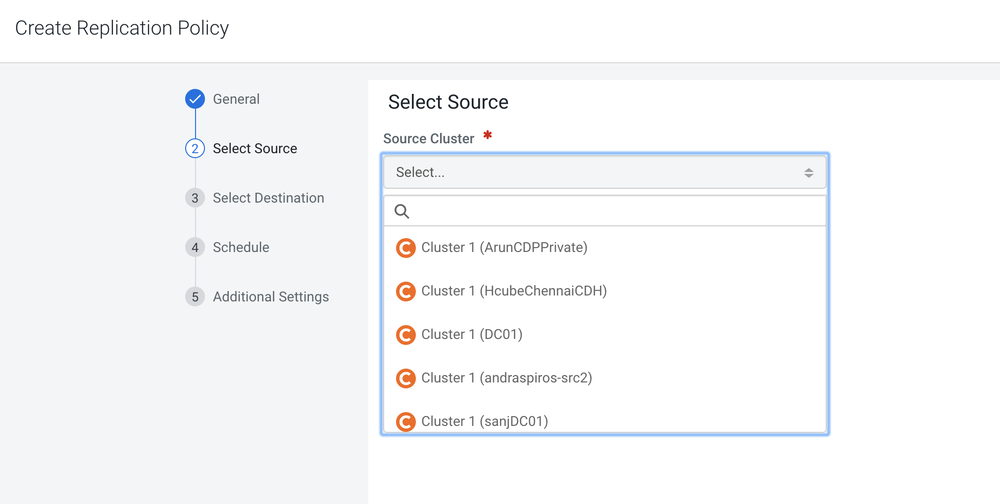 Create Replication Policy
General
2 Select Source
3 Select Destination
4 Schedule
5 Additional Settings
Select Source
Source Cluster *
Select...
Cluster 1 (ArunCDPPrivate)
Cluster 1 (HcubeChennaiCDH)
Cluster 1 (DC01)
Cluster 1 (andraspiros-src2)
Cluster 1 (sanjDC01)